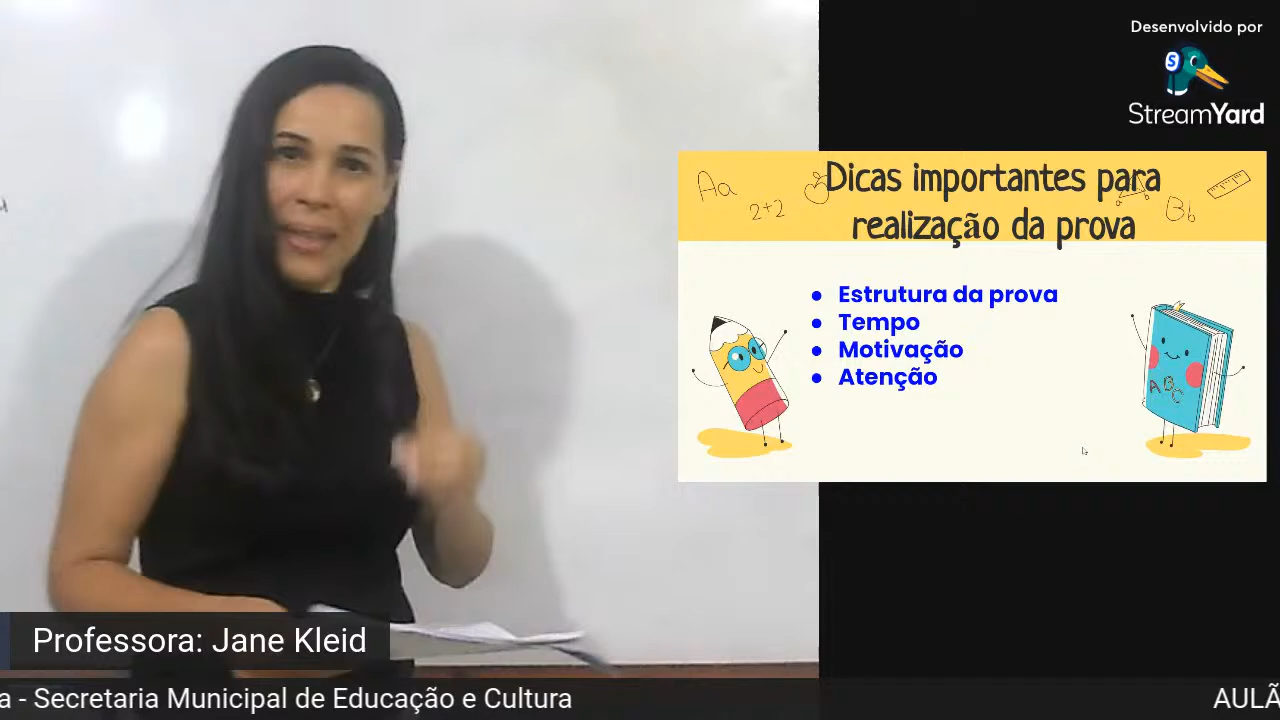 Desenvolvido por
StreamYard
Dicas importantes para
realização da prova
Aa
2+2
Bb
● Estrutura da prova
● Tempo
● Motivação
● Atenção
ABC
Professora: Jane Kleid
a - Secretaria Municipal de Educação e Cultura
AULÃ